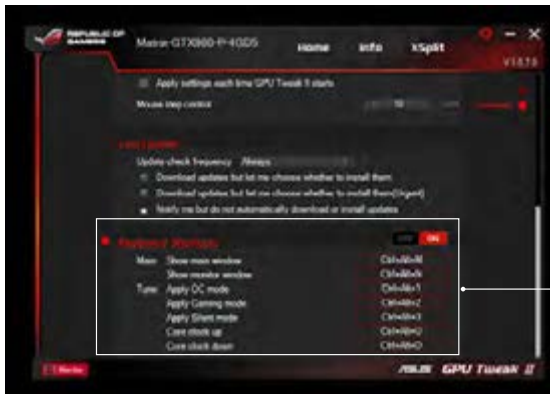 REPUBLIC OF
GAMERS
Matrix-GTX980-P-4GD5
Home
Info
XSplit
V1.0.7.0
Apply settings each time GPU Tweak II starts
Mouse step control
10
Live Update
Update check frequency Always
Download updates but let me choose whether to install them
Download updates but let me choose whether to install them(Urgent)
Notify me but do not automatically download or install updates
Keyboard Shortcuts
OFF ON
Main Show main window Ctrl+Alt+M
Show monitor window Ctrl+Alt+N
Tune Apply OC mode Ctrl+Alt+1
Apply Gaming mode Ctrl+Alt+2
Apply Silent mode Ctrl+Alt+3
Core clock up Ctrl+Alt+U
Core clock down
Monitor
ASUS GPU Tweak II